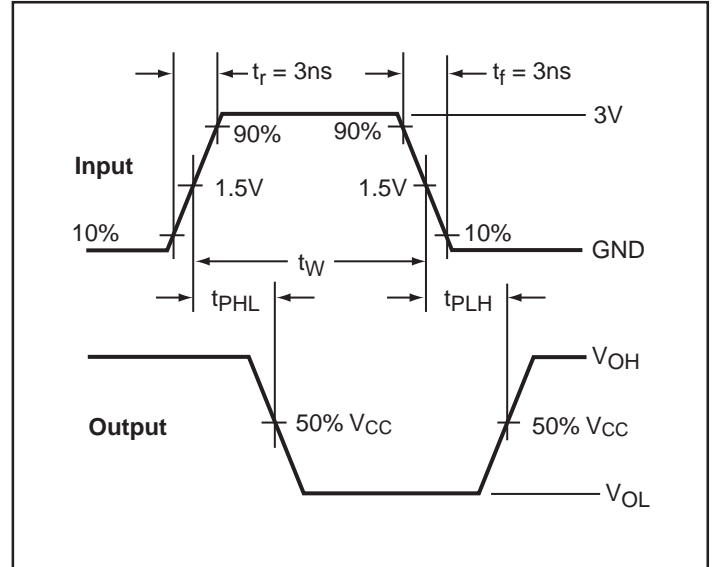 tr = 3ns tf = 3ns
3V
90% 90%
Input
1.5V 1.5V
10% 10%
GND
tW
tPHL tPLH
VOH
Output
50% VCC 50% VCC
VOL